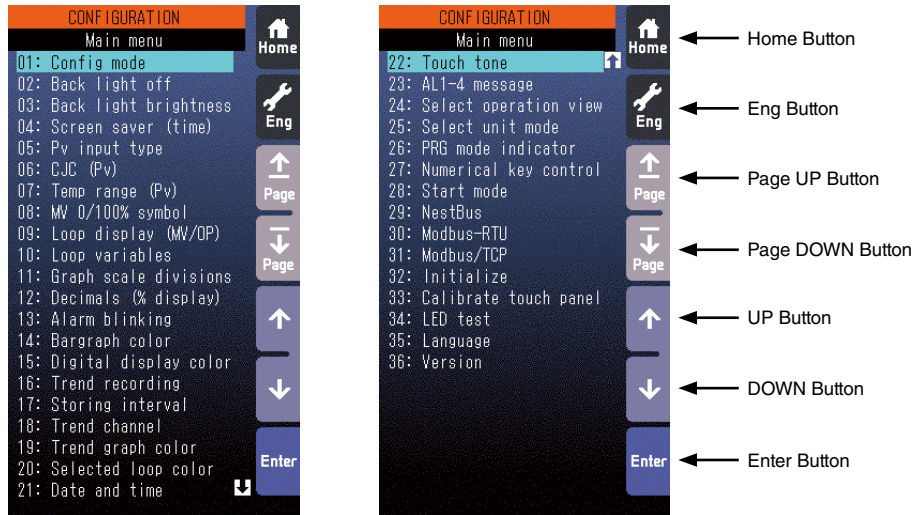 CONFIGURATION
Main menu
01: Config mode
02: Back light off
03: Back light brightness
04: Screen saver (time)
05: Pv input type
06: CJC (Pv)
07: Temp range (Pv)
08: MV 0/100% symbol
09: Loop display (MV/OP)
10: Loop variables
11: Graph scale divisions
12: Decimals (% display)
13: Alarm blinking
14: Bargraph color
15: Digital display color
16: Trend recording
17: Storing interval
18: Trend channel
19: Trend graph color
20: Selected loop color
21: Date and time
Home
Eng
Page
Page
Enter
CONFIGURATION
Main menu
22: Touch tone
23: AL1-4 message
24: Select operation view
25: Select unit mode
26: PRG mode indicator
27: Numerical key control
28: Start mode
29: NestBus
30: Modbus-RTU
31: Modbus/TCP
32: Initialize
33: Calibrate touch panel
34: LED test
35: Language
36: Version
Home
Eng
Page
Page
Enter
Home Button
Eng Button
Page UP Button
Page DOWN Button
UP Button
DOWN Button
Enter Button